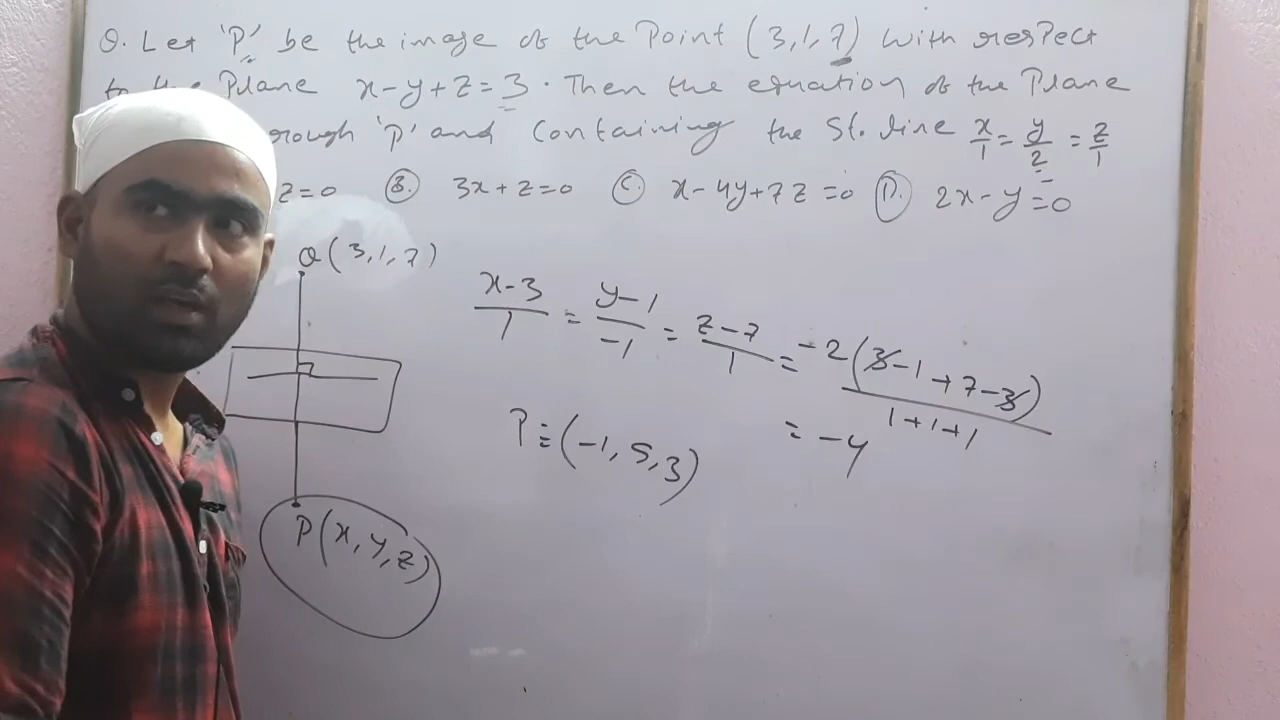 Q. Let 'P' be the image of the Point (3,1,7) with respect
to the Plane x-y+z=3. Then the equation of the Plane
rough 'P' and Containing the St. line x/1 = y/2 = z/1
z=0 (B.) 3x+z=0 (C.) x-4y+7z=0 (D.) 2x-y=0
Q(3,1,7)
x-3/1 = y-1/-1 = z-7/1 = -2(3-1+7-3)/1+1+1
= -4
P≡(-1,5,3)
P(x,y,z)